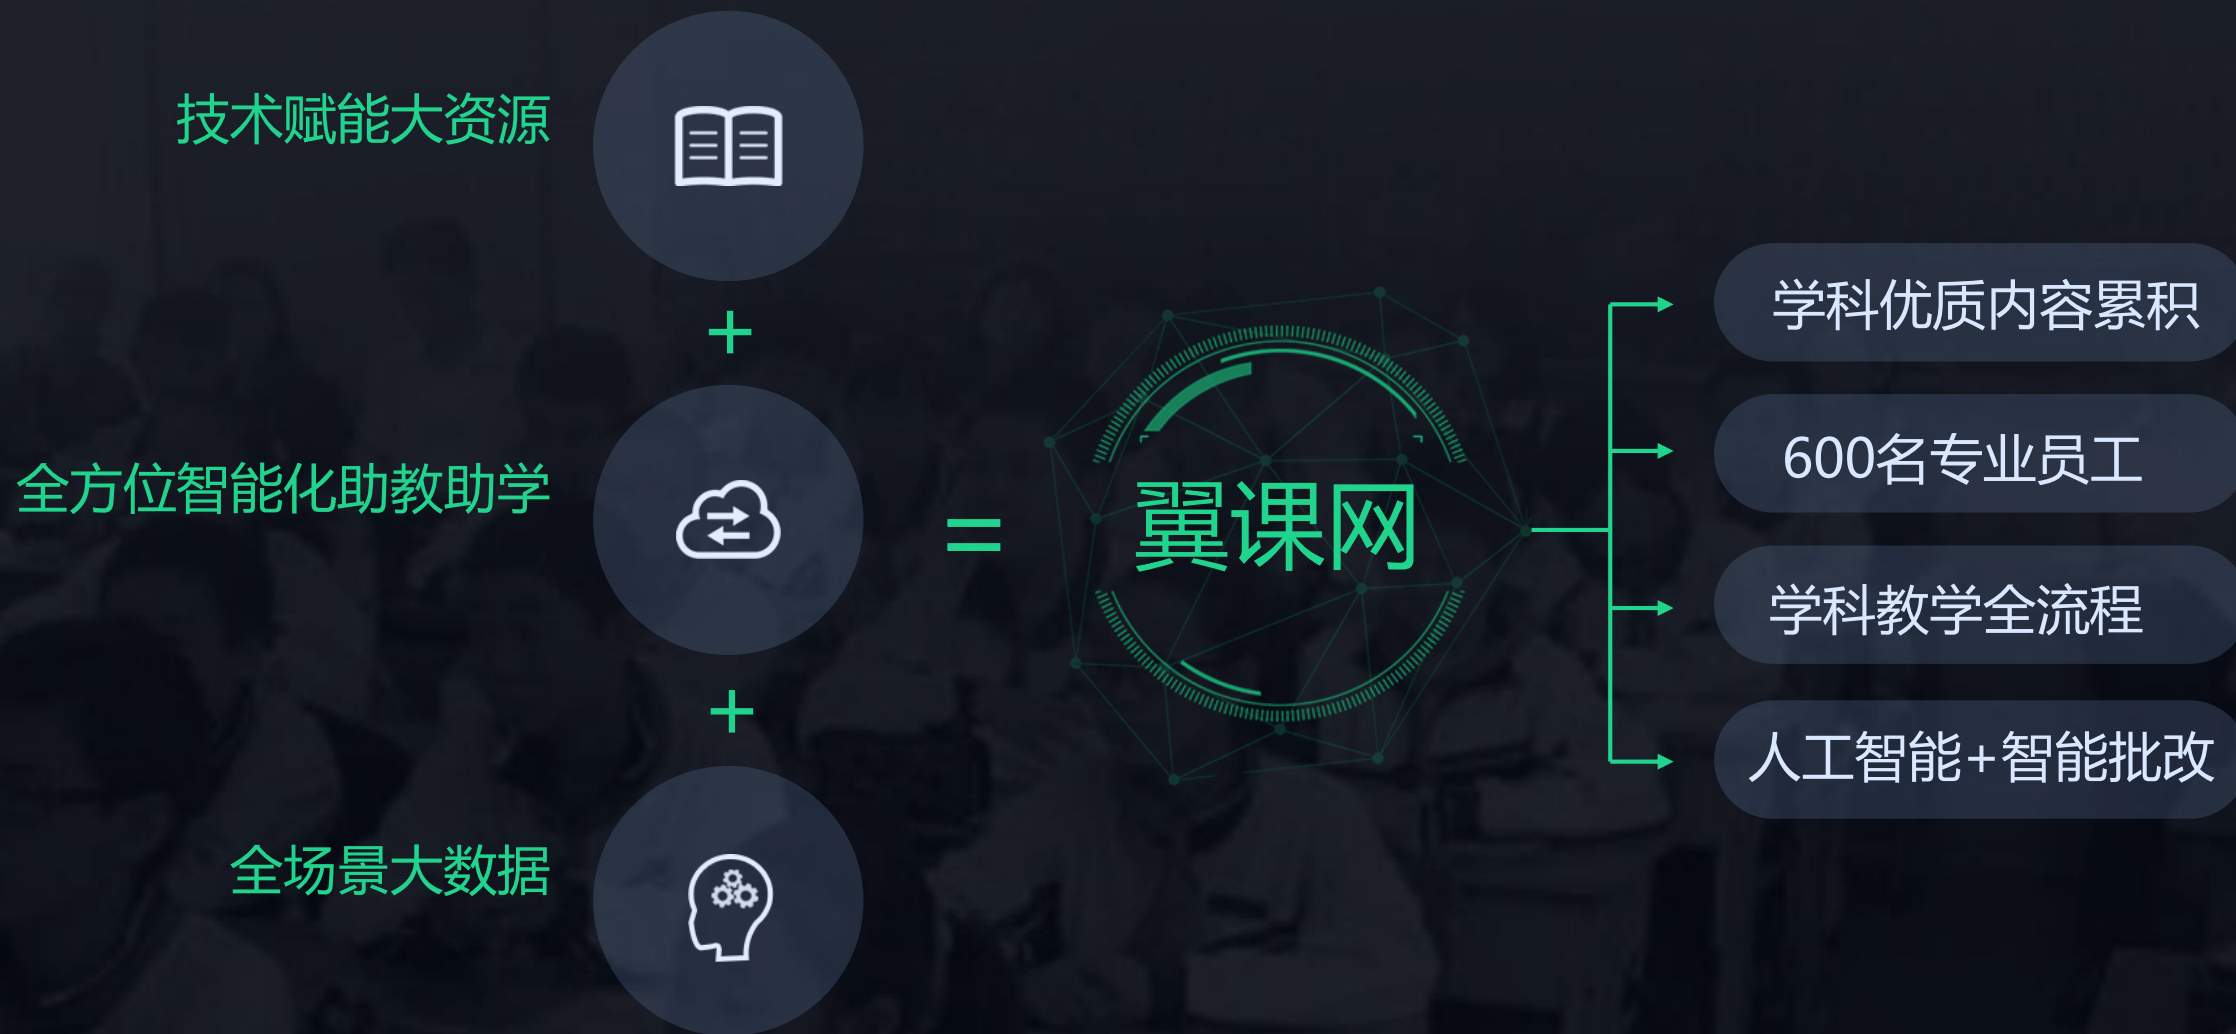 技术赋能大资源
+
全方位智能化助教助学
+
全场景大数据
=
翼课网
学科优质内容累积
600名专业员工
学科教学全流程
人工智能+智能批改